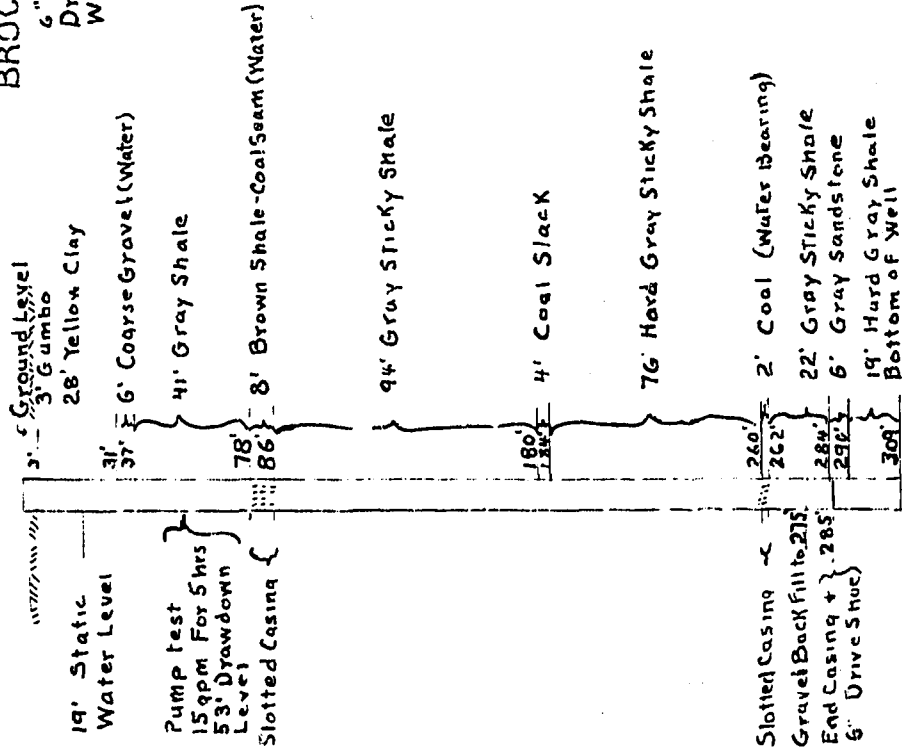 BROC
6"
Dr
W
Ground Level
3'
3' Gumbo
28' Yellow Clay
31'
6' Coarse Gravel (Water)
37'
41' Gray Shale
78'
8' Brown Shale-Coal Seam (Water)
86'
94' Gray Sticky Shale
180'
4' Coal Slack
184'
76' Hard Gray Sticky Shale
260'
2' Coal (Water Bearing)
262'
22' Gray Sticky Shale
284'
6' Gray Sandstone
290'
19' Hard Gray Shale
309'
Bottom of Well
19' Static
Water Level
Pump test
15 gpm For 5 hrs
53' Drawdown
Level
Slotted Casing
Slotted Casing
Gravel Back Fill to 275'
End Casing + 285'
6" Drive Shoe